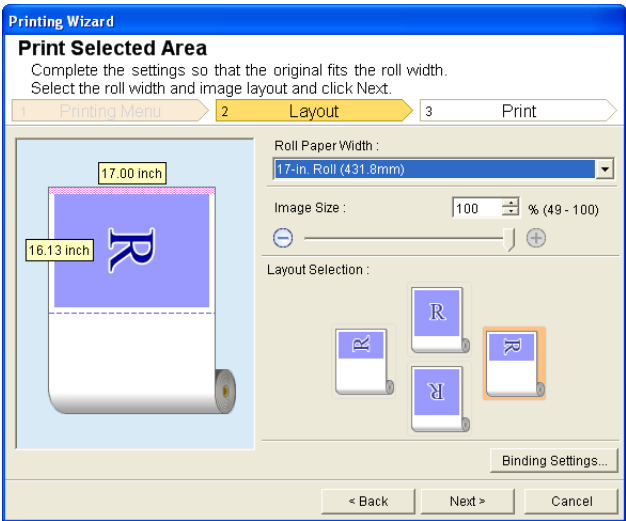 Printing Wizard
Print Selected Area
Complete the settings so that the original fits the roll width.
Select the roll width and image layout and click Next.
1 Printing Menu 2 Layout 3 Print
Roll Paper Width :
17-in. Roll (431.8mm)
17.00 inch
Image Size : 100 % (49 - 100)
16.13 inch
R
Layout Selection :
R
R
R
R
Binding Settings...
< Back Next > Cancel